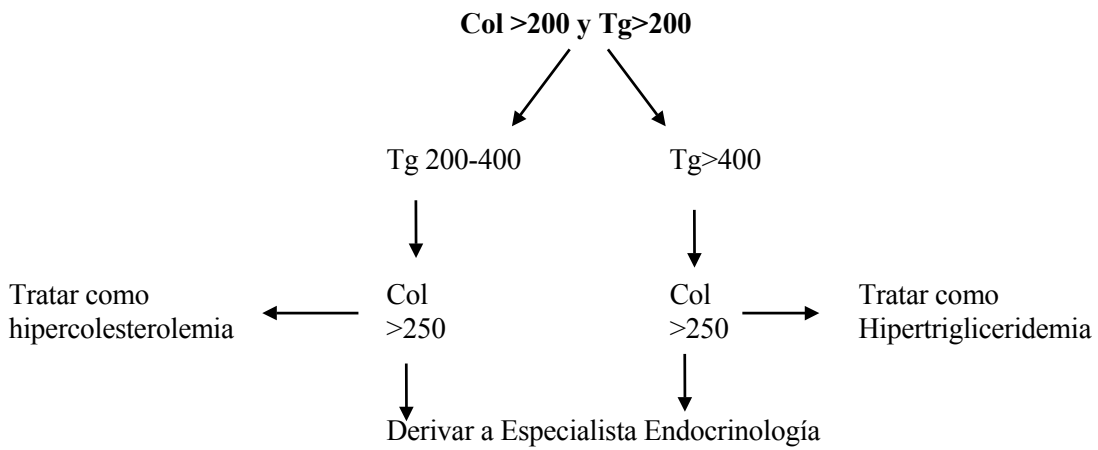 Col >200 y Tg>200
Tg 200-400
Tg>400
Tratar como
hipercolesterolemia
Col
>250
Col
>250
Tratar como
Hipertrigliceridemia
Derivar a Especialista Endocrinología